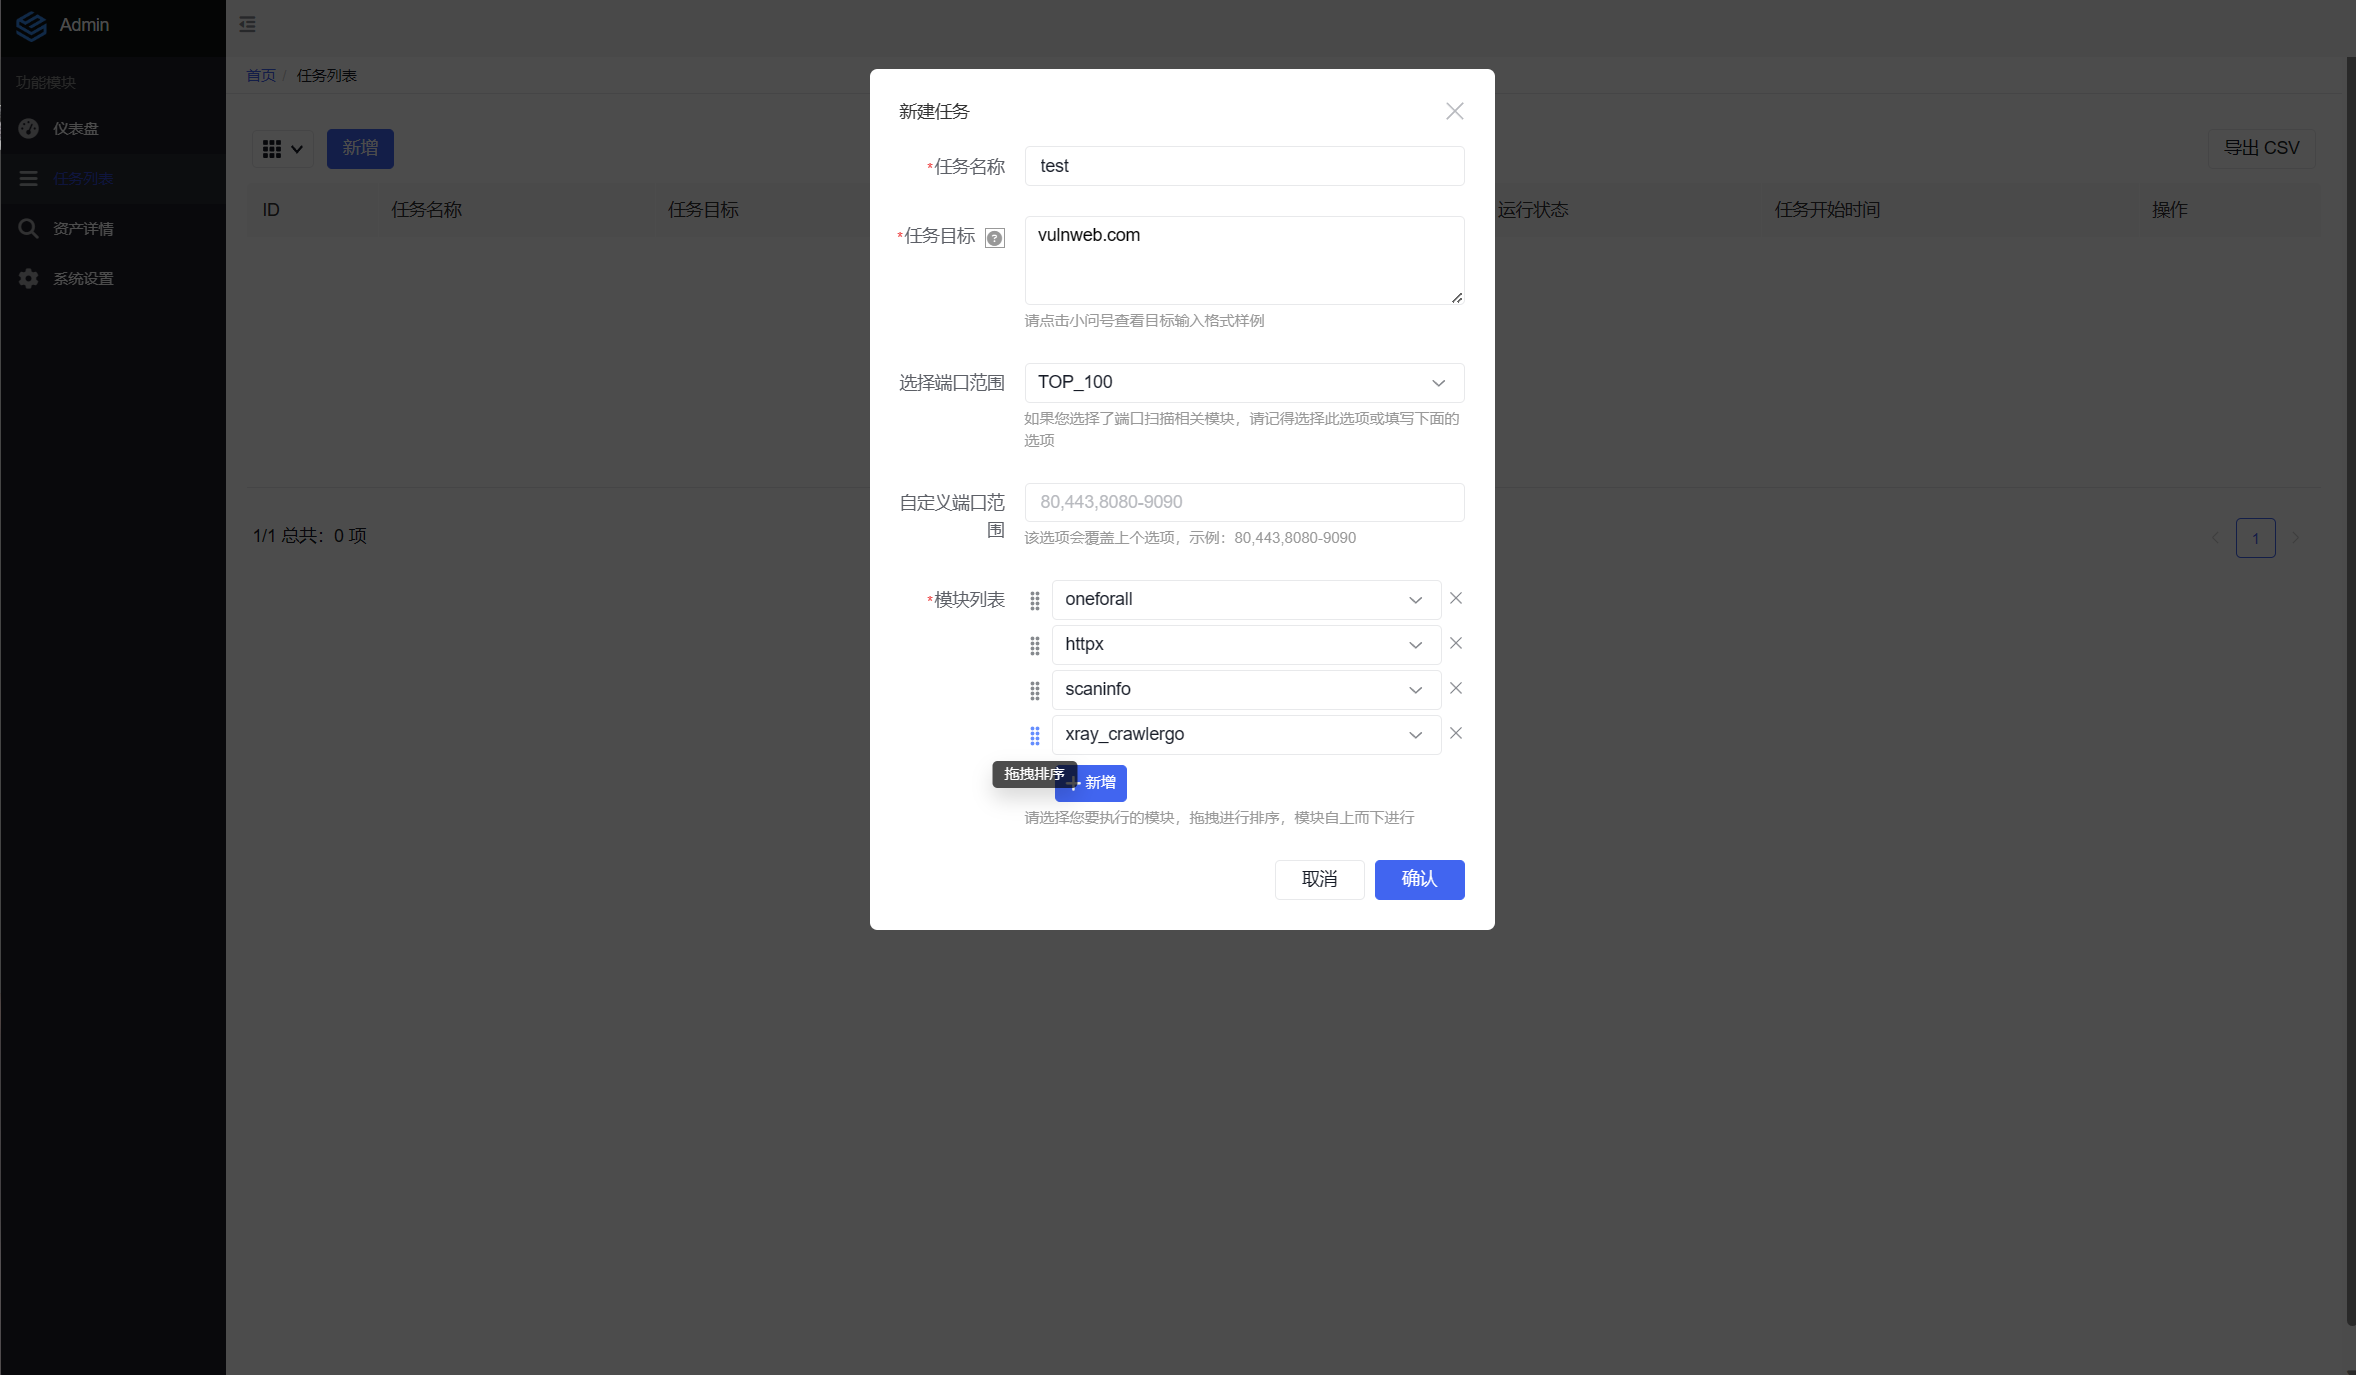 Admin
功能模块
仪表盘
任务列表
资产详情
系统设置
首页 / 任务列表
新增
导出 CSV
ID 任务名称 任务目标 运行状态 任务开始时间 操作
1/1 总共：0 项
1
新建任务
*任务名称 test
*任务目标 ? vulnweb.com
请点击小问号查看目标输入格式样例
选择端口范围 TOP_100
如果您选择了端口扫描相关模块，请记得选择此选项或填写下面的
选项
自定义端口范
围
80,443,8080-9090
该选项会覆盖上个选项，示例：80,443,8080-9090
*模块列表 oneforall
httpx
scaninfo
xray_crawlergo
拖拽排序
+ 新增
请选择您要执行的模块，拖拽进行排序，模块自上而下进行
取消 确认